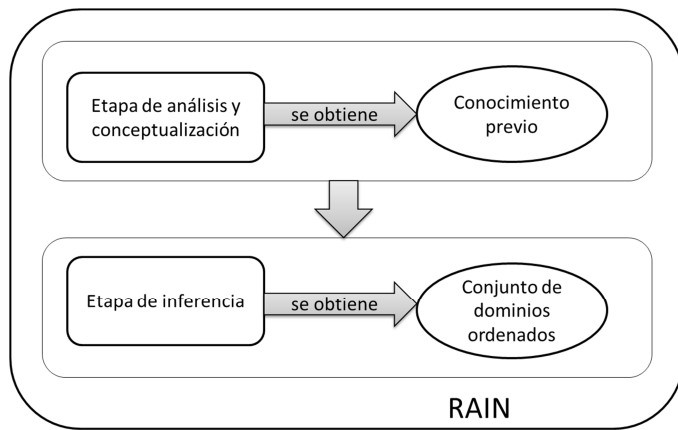 Etapa de análisis y
conceptualización
se obtiene
Conocimiento
previo
Etapa de inferencia
se obtiene
Conjunto de
dominios
ordenados
RAIN